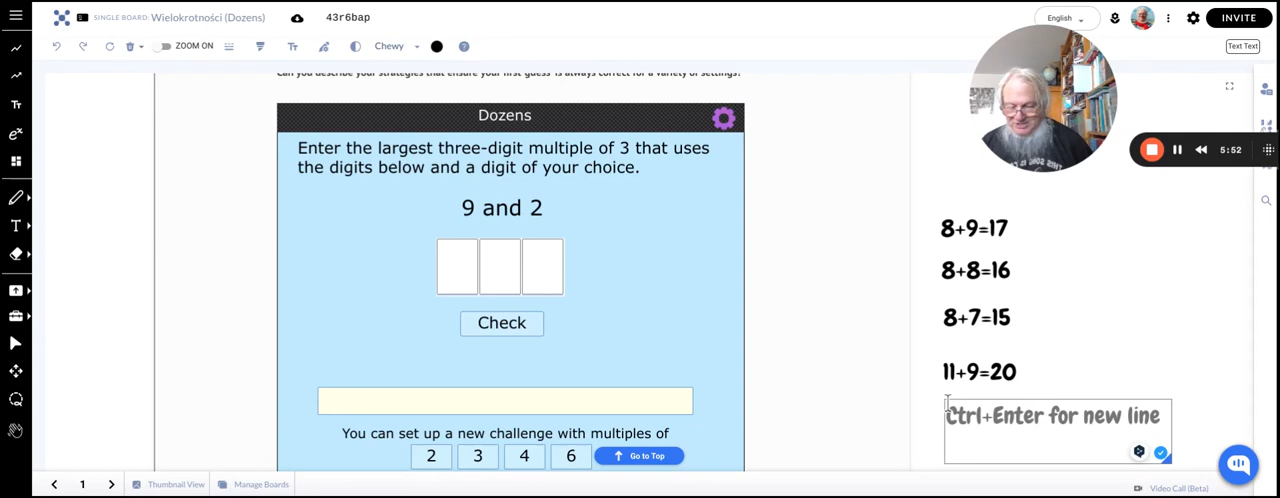 SINGLE BOARD: Wielokrotności (Dozens)
43r6bap
English
INVITE
ZOOM ON
Chewy
Text Text
Can you describe your strategies that ensure your first guess is always correct for a variety of settings?
Dozens
Enter the largest three-digit multiple of 3 that uses
the digits below and a digit of your choice.
9 and 2
Check
You can set up a new challenge with multiples of
2 3 4 6
Go to Top
5:52
8+9=17
8+8=16
8+7=15
11+9=20
Ctrl+Enter for new line
1
Thumbnail View
Manage Boards
Video Call (Beta)